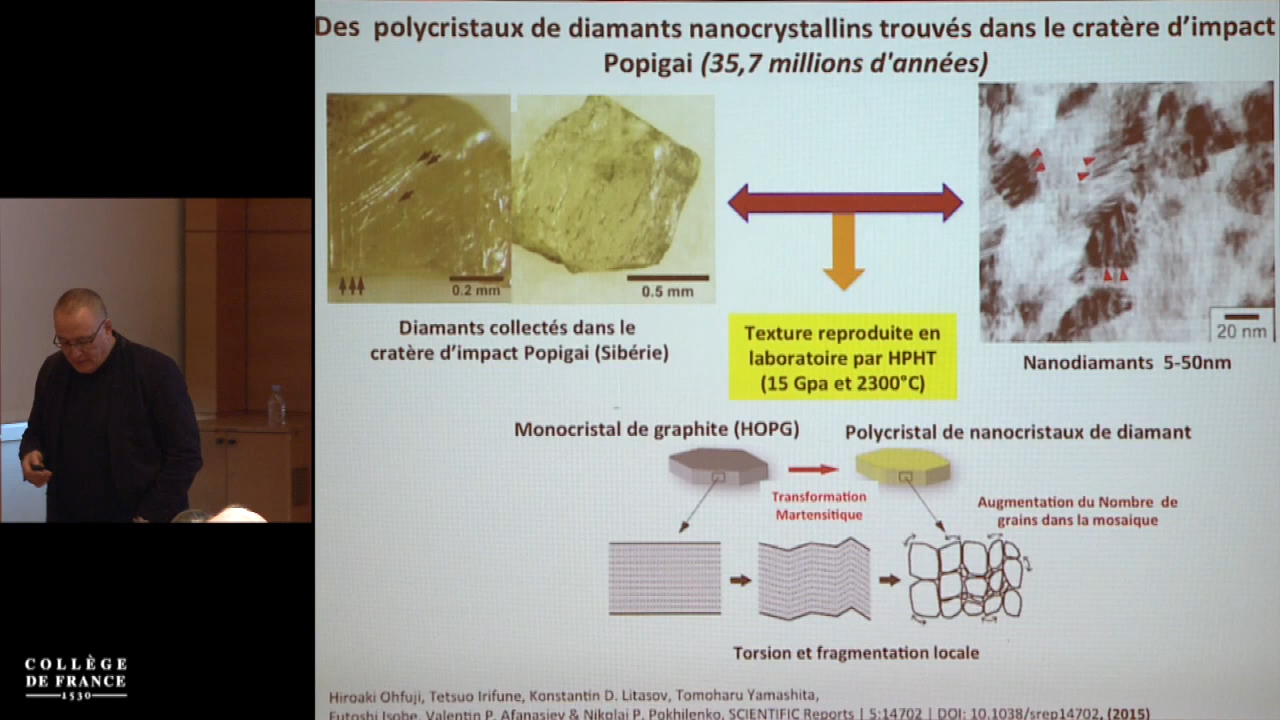 Des polycristaux de diamants nanocrystallins trouvés dans le cratère d'impact
Popigai (35,7 millions d'années)
0.2 mm
0.5 mm
20 nm
Diamants collectés dans le
cratère d'impact Popigai (Sibérie)
Texture reproduite en
laboratoire par HPHT
(15 Gpa et 2300°C)
Nanodiamants 5-50nm
Monocristal de graphite (HOPG)
Polycristal de nanocristaux de diamant
Transformation
Martensitique
Augmentation du Nombre de
grains dans la mosaique
Torsion et fragmentation locale
Hiroaki Ohfuji, Tetsuo Irifune, Konstantin D. Litasov, Tomoharu Yamashita,
Futoshi Isobe, Valentin P. Afanasiev & Nikolai P. Pokhilenko, SCIENTIFIC Reports | 5:14702 | DOI: 10.1038/srep14702, (2015)
COLLÈGE
DE FRANCE
1530